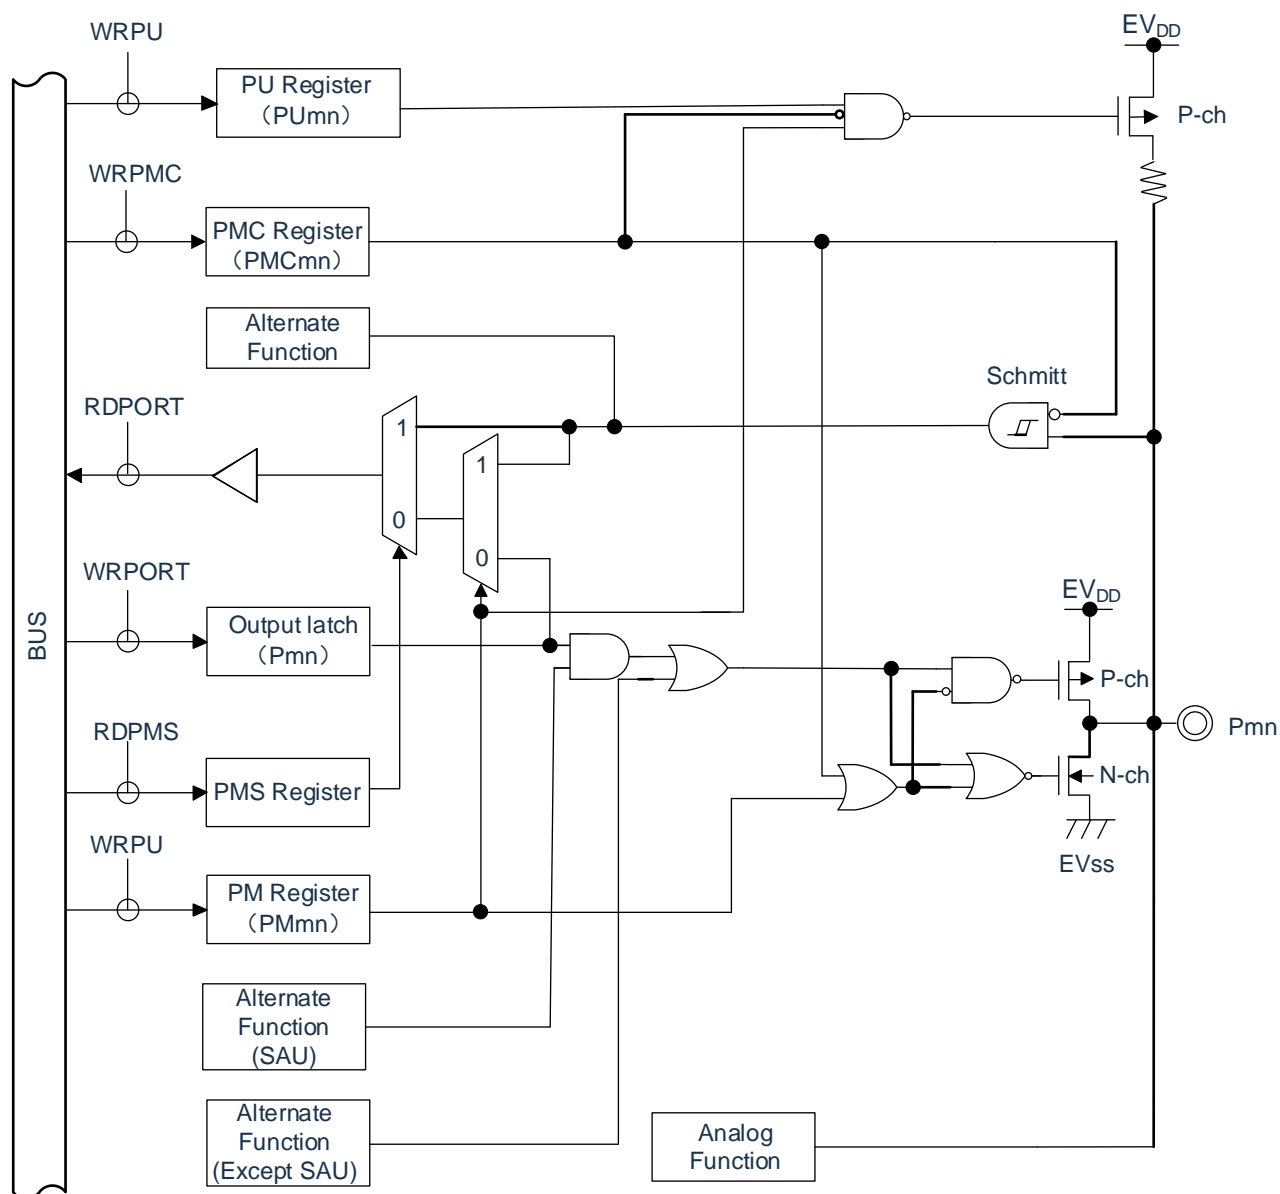 WRPU
EVDD
PU Register
（PUmn）
P-ch
WRPMC
PMC Register
（PMCmn）
Alternate
Function
Schmitt
RDPORT
1
1
0
0
WRPORT
EVDD
BUS
Output latch
（Pmn）
P-ch
Pmn
RDPMS
PMS Register
N-ch
WRPU
EVss
PM Register
（PMmn）
Alternate
Function
(SAU)
Alternate
Function
(Except SAU)
Analog
Function